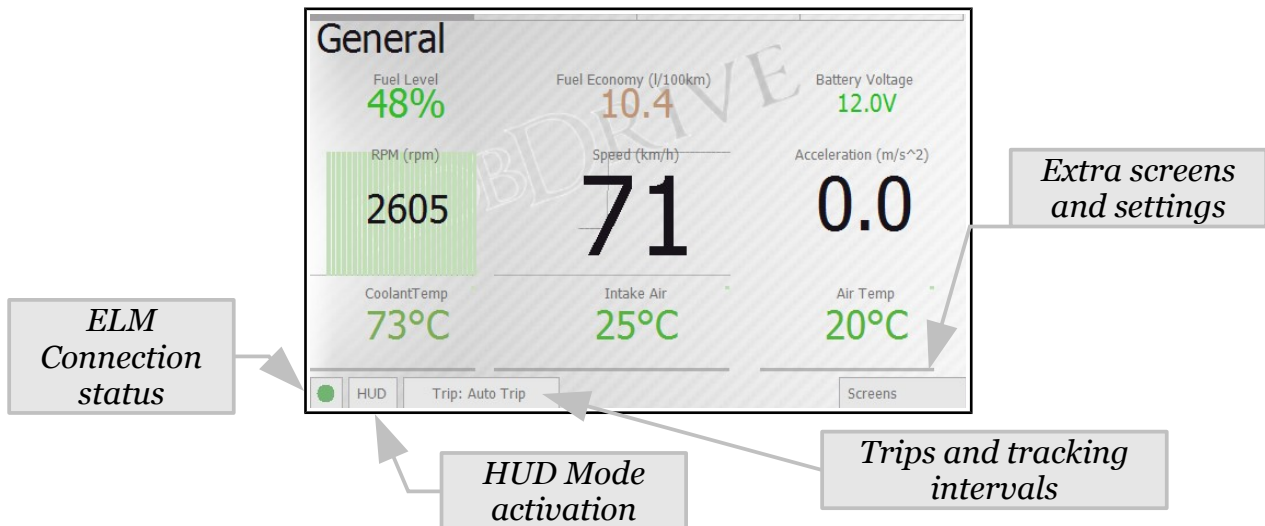 General
Fuel Level
48%
Fuel Economy (l/100km)
10.4
Battery Voltage
12.0V
RPM (rpm)
2605
Speed (km/h)
71
Acceleration (m/s^2)
0.0
CoolantTemp
73°C
Intake Air
25°C
Air Temp
20°C
HUD
Trip: Auto Trip
Screens
OBDRIVE
Extra screens
and settings
ELM
Connection
status
HUD Mode
activation
Trips and tracking
intervals